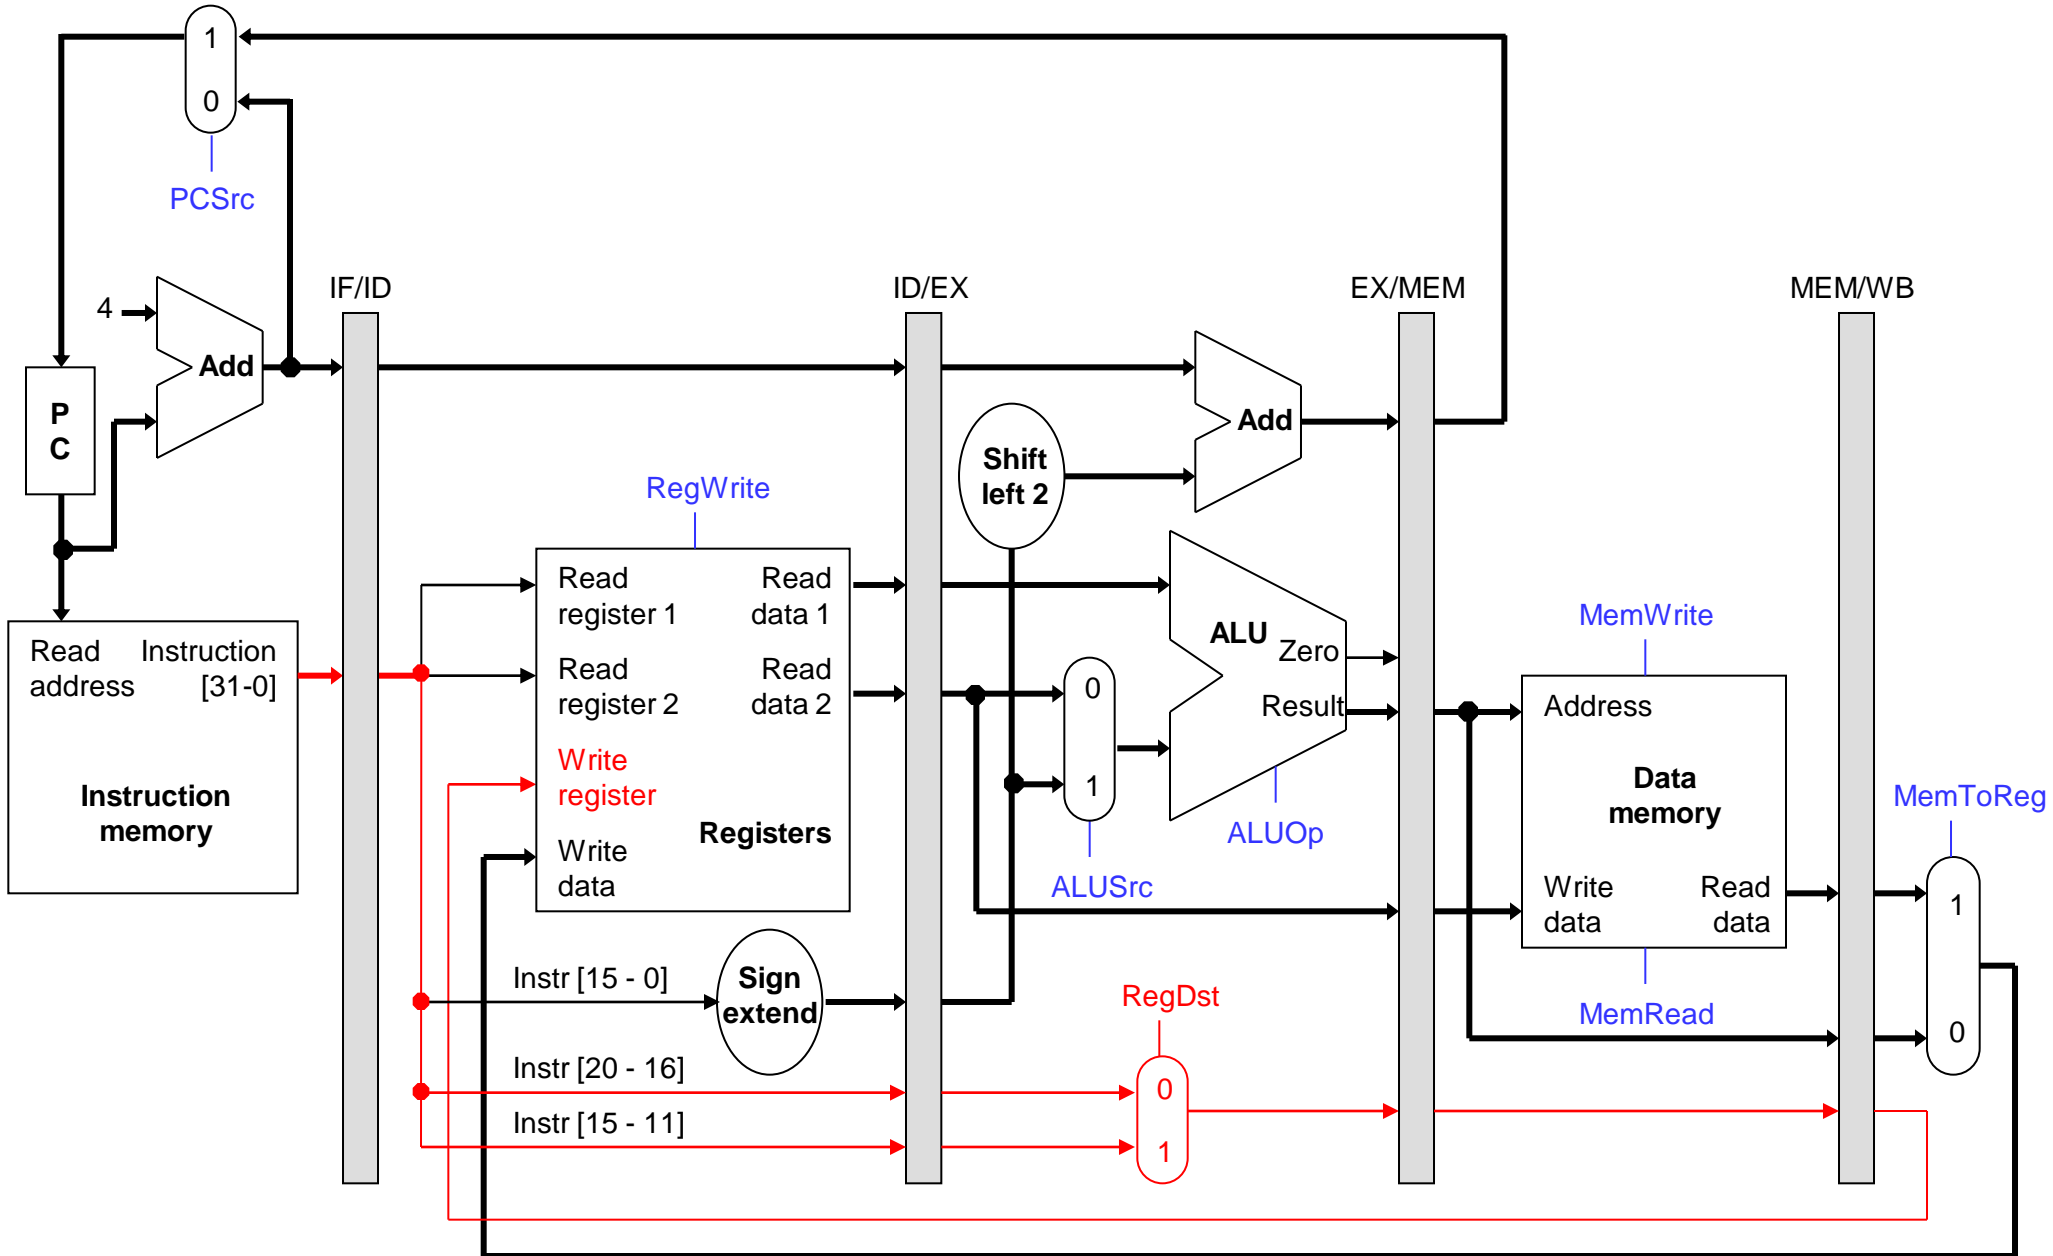 1
0
PCSrc
4
Add
P
C
IF/ID
ID/EX
EX/MEM
MEM/WB
Add
Shift
left 2
RegWrite
Read
address
Instruction
[31-0]
Instruction
memory
Read
register 1
Read
data 1
Read
register 2
Read
data 2
Write
register
Write
data
Registers
0
1
ALUSrc
ALU
Zero
Result
ALUOp
MemWrite
Address
Data
memory
Write
data
Read
data
MemRead
MemToReg
1
0
Instr [15 - 0]
Sign
extend
Instr [20 - 16]
Instr [15 - 11]
RegDst
0
1